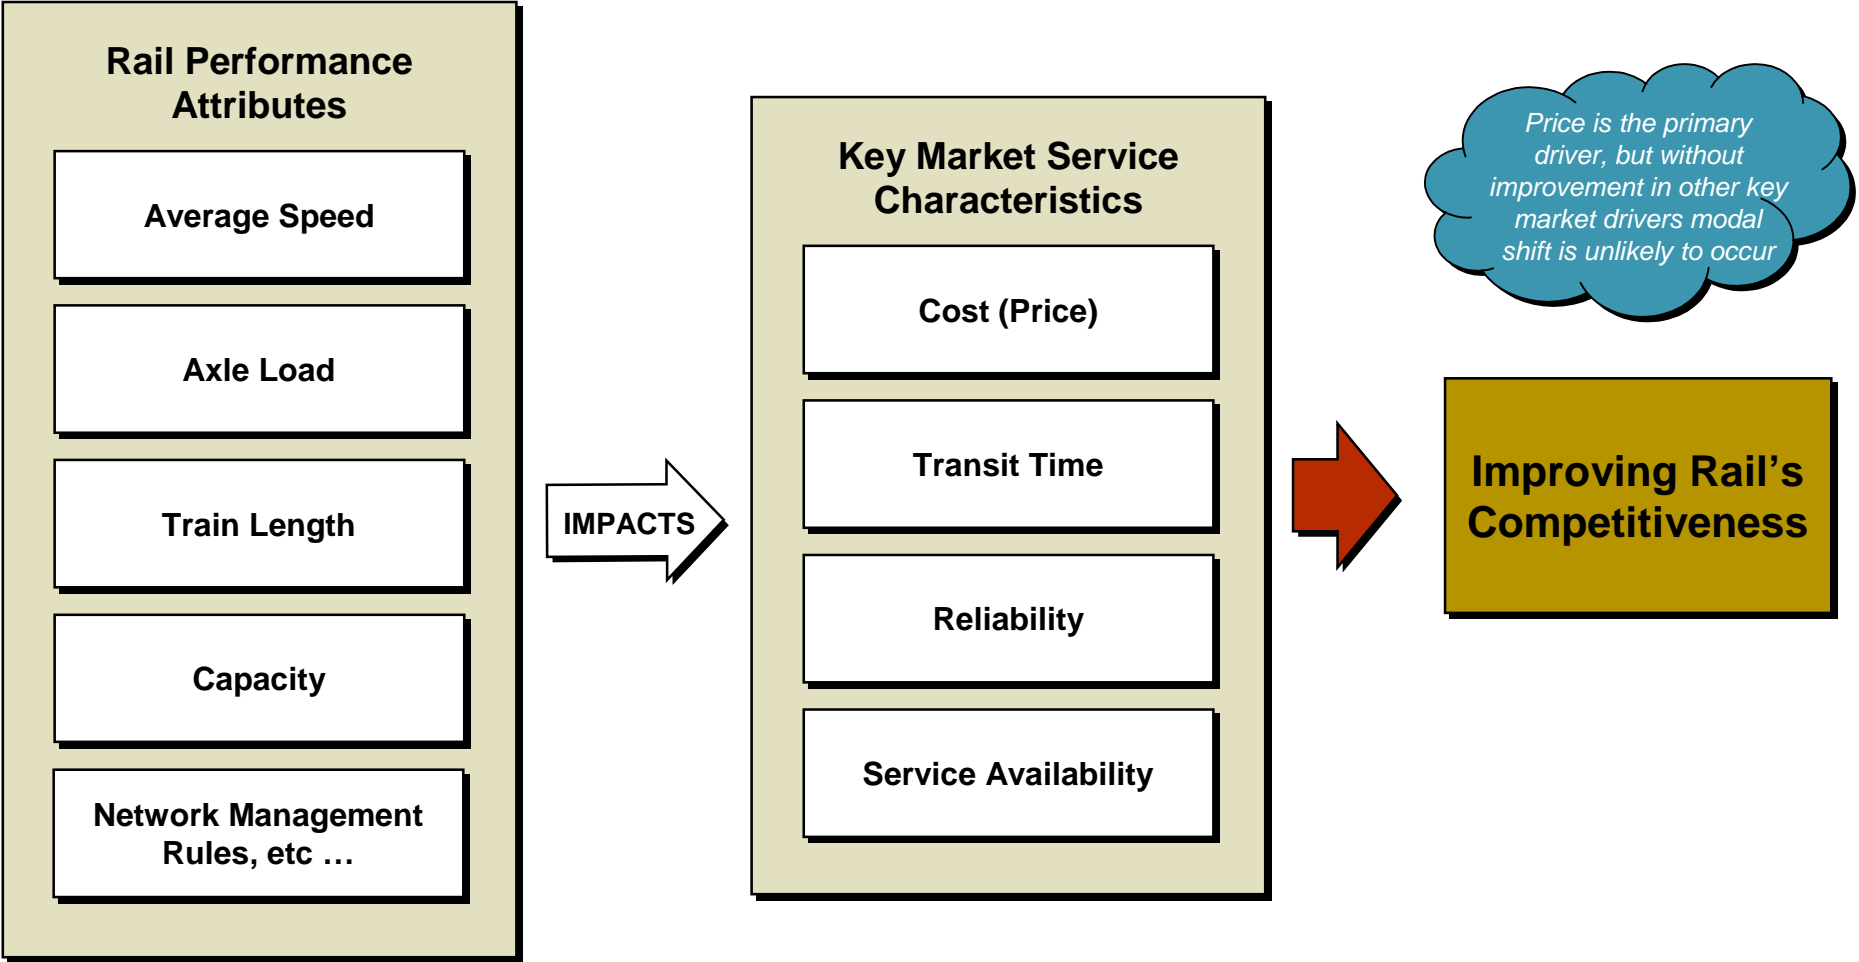 Rail Performance
Attributes
Average Speed
Axle Load
Train Length
Capacity
Network Management
Rules, etc …
IMPACTS
Key Market Service
Characteristics
Cost (Price)
Transit Time
Reliability
Service Availability
Price is the primary
driver, but without
improvement in other key
market drivers modal
shift is unlikely to occur
Improving Rail’s
Competitiveness